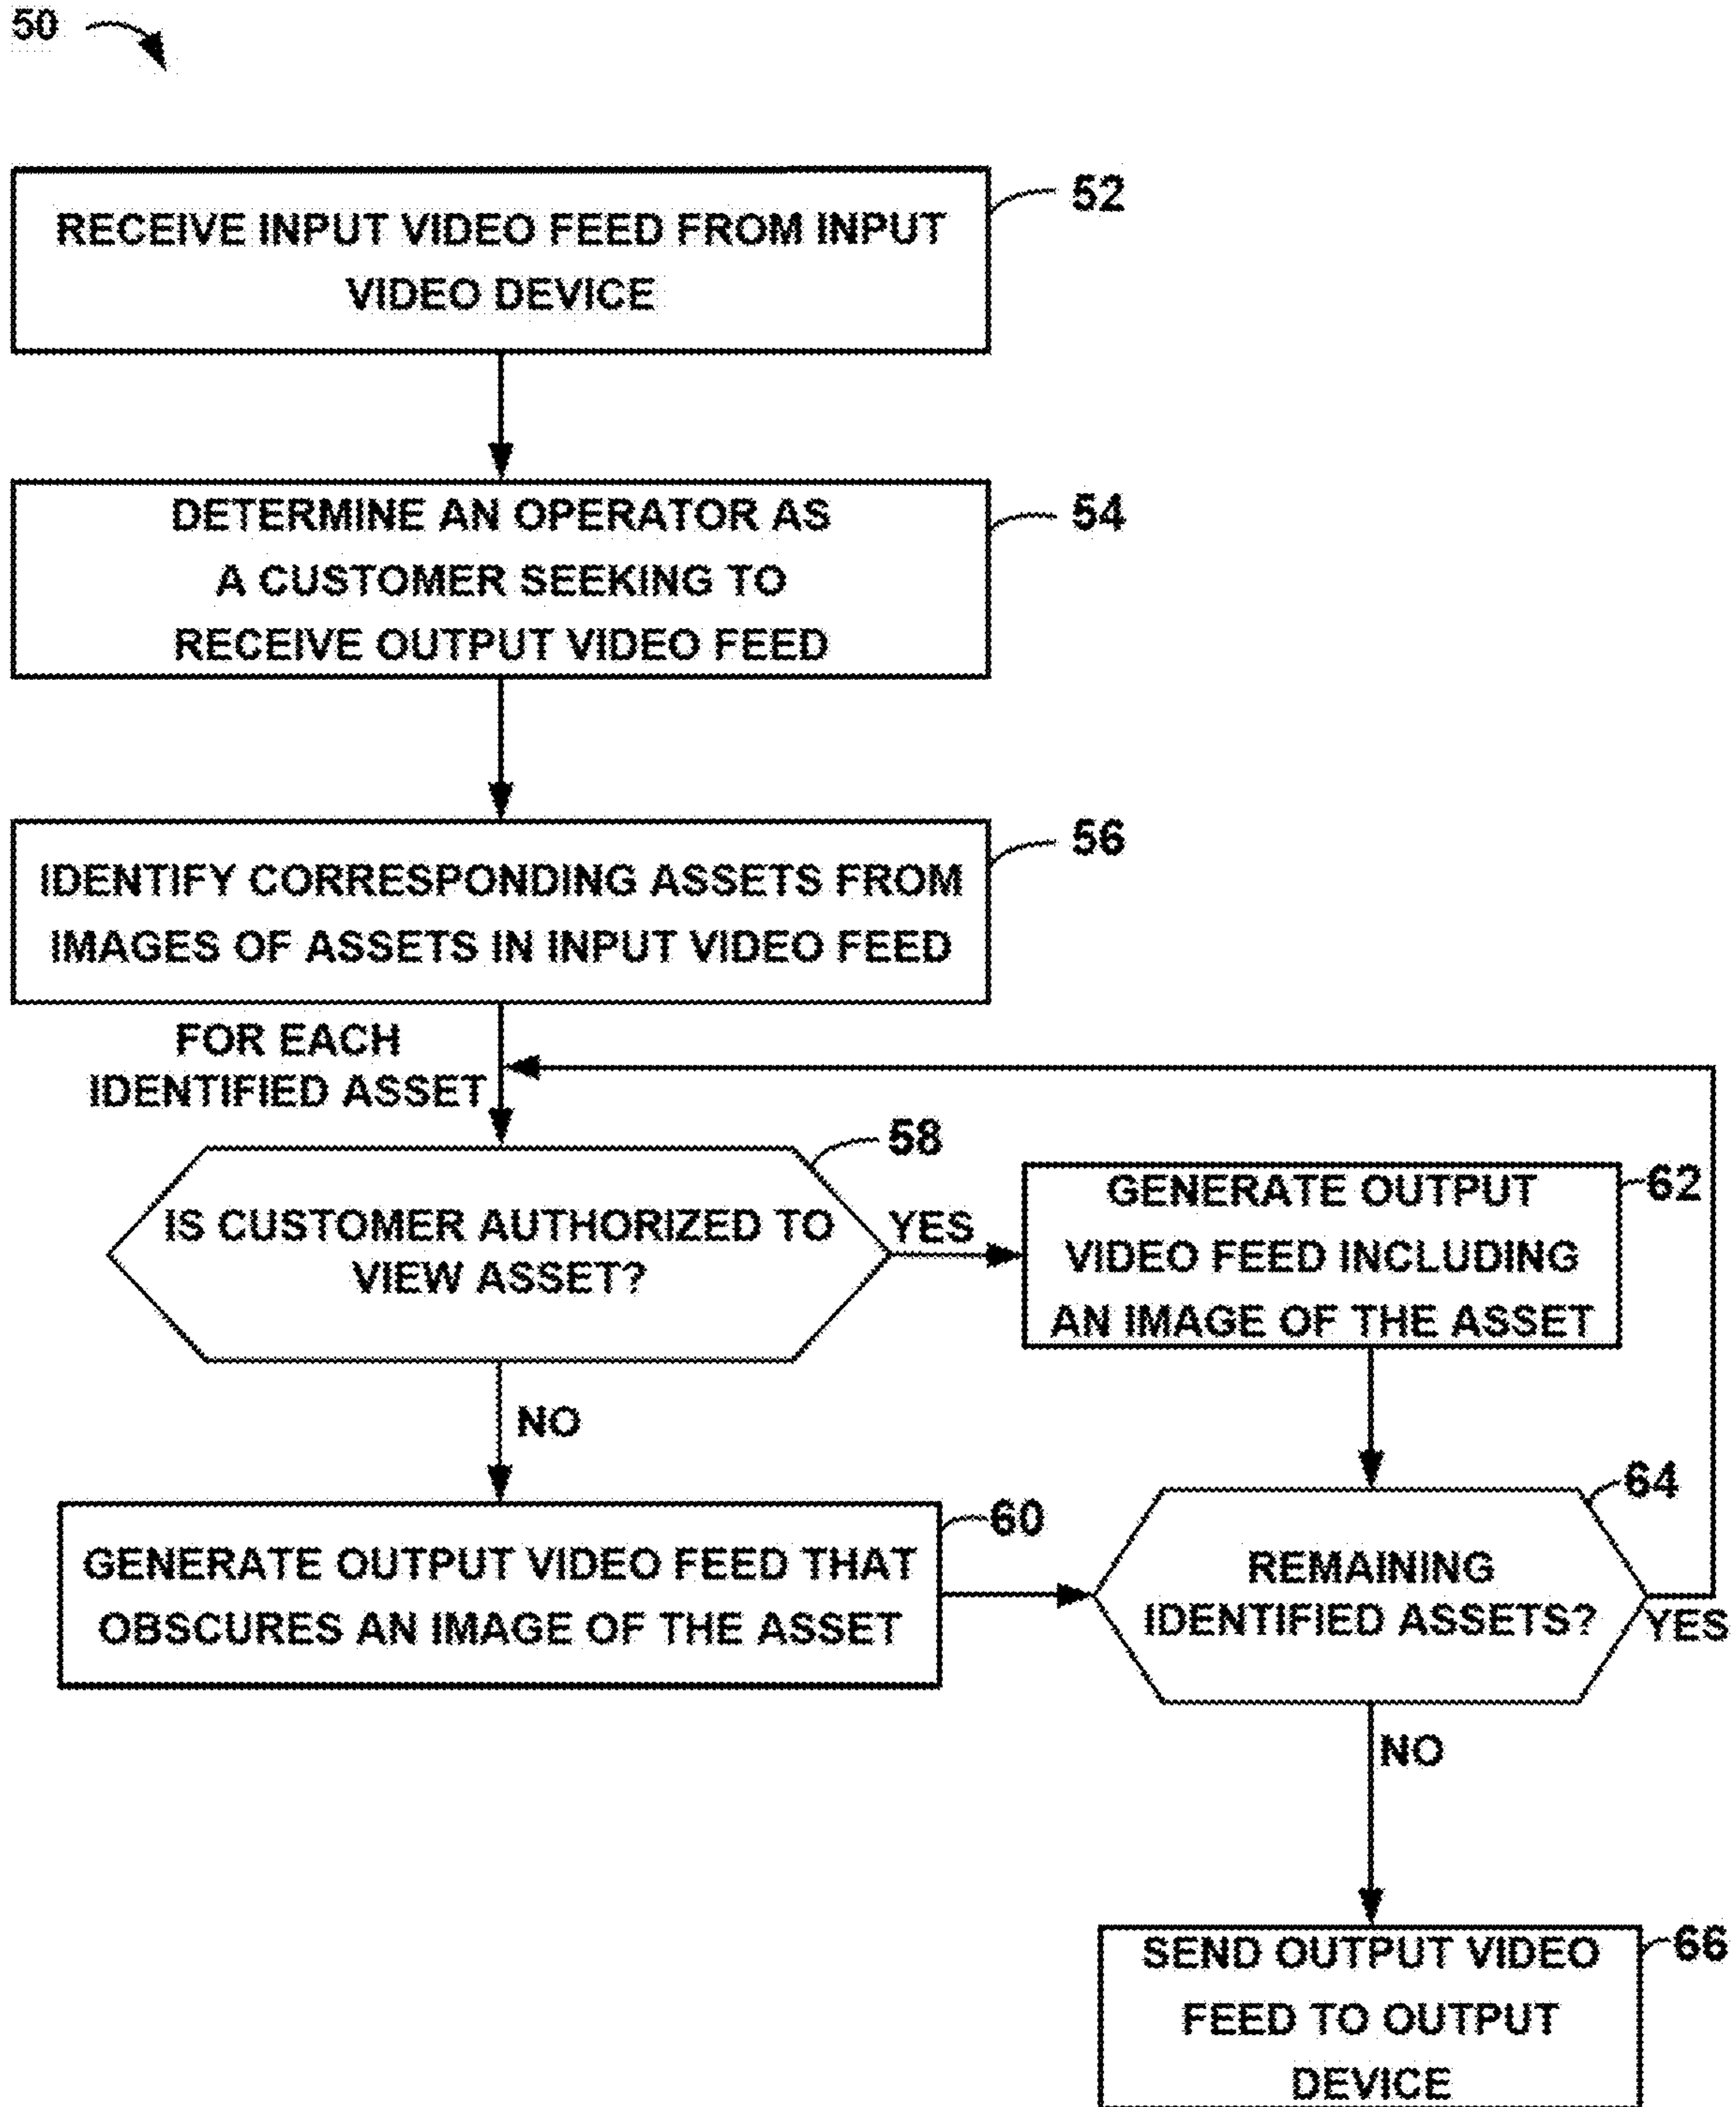 50
RECEIVE INPUT VIDEO FEED FROM INPUT
VIDEO DEVICE
52
DETERMINE AN OPERATOR AS
A CUSTOMER SEEKING TO
RECEIVE OUTPUT VIDEO FEED
54
IDENTIFY CORRESPONDING ASSETS FROM
IMAGES OF ASSETS IN INPUT VIDEO FEED
56
FOR EACH
IDENTIFIED ASSET
IS CUSTOMER AUTHORIZED TO
VIEW ASSET?
58
YES
GENERATE OUTPUT
VIDEO FEED INCLUDING
AN IMAGE OF THE ASSET
62
NO
GENERATE OUTPUT VIDEO FEED THAT
OBSCURES AN IMAGE OF THE ASSET
60
REMAINING
IDENTIFIED ASSETS?
64
YES
NO
SEND OUTPUT VIDEO
FEED TO OUTPUT
DEVICE
66